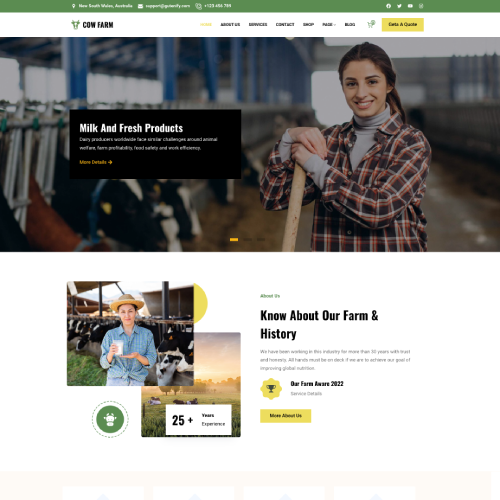 New South Wales, Australia support@gutenify.com +123 456 789
COW FARM HOME ABOUT US SERVICES CONTACT SHOP PAGE BLOG Geta A Quote
Milk And Fresh Products
Dairy producers worldwide face similar challenges around animal
welfare, farm profitability, food safety and work efficiency.
More Details
About Us
Know About Our Farm &
History
We have been working in this industry for more than 30 years with trust
and honesty. All hands must be on deck if we are to achieve our goal of
improving global nutrition.
Our Farm Aware 2022
Service Details
25 + Years
Experience
More About Us